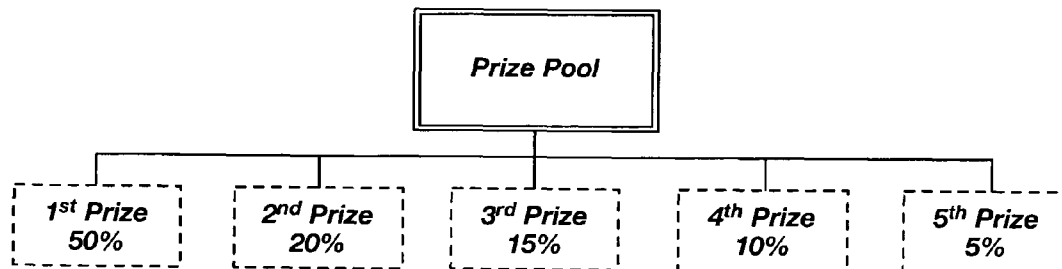 Prize Pool
1st Prize
50%
2nd Prize
20%
3rd Prize
15%
4th Prize
10%
5th Prize
5%